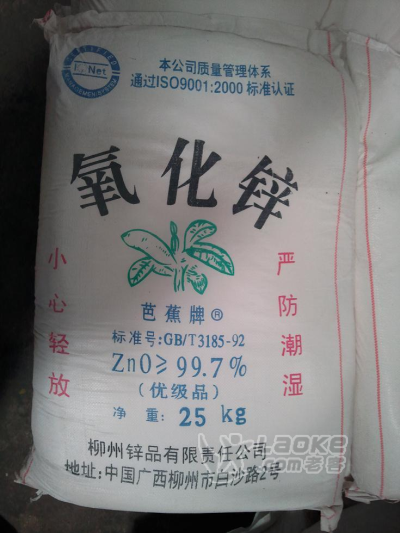 Net
本公司质量管理体系
通过ISO9001:2000 标准认证
氧化锌
小心轻放
严防潮湿
芭蕉牌®
标准号:GB/T3185-92
ZnO≥99.7%
(优级品)
净 重: 25 kg
柳州锌品有限责任公司
地址:中国广西柳州市白沙路2号
Laoke
.com老客